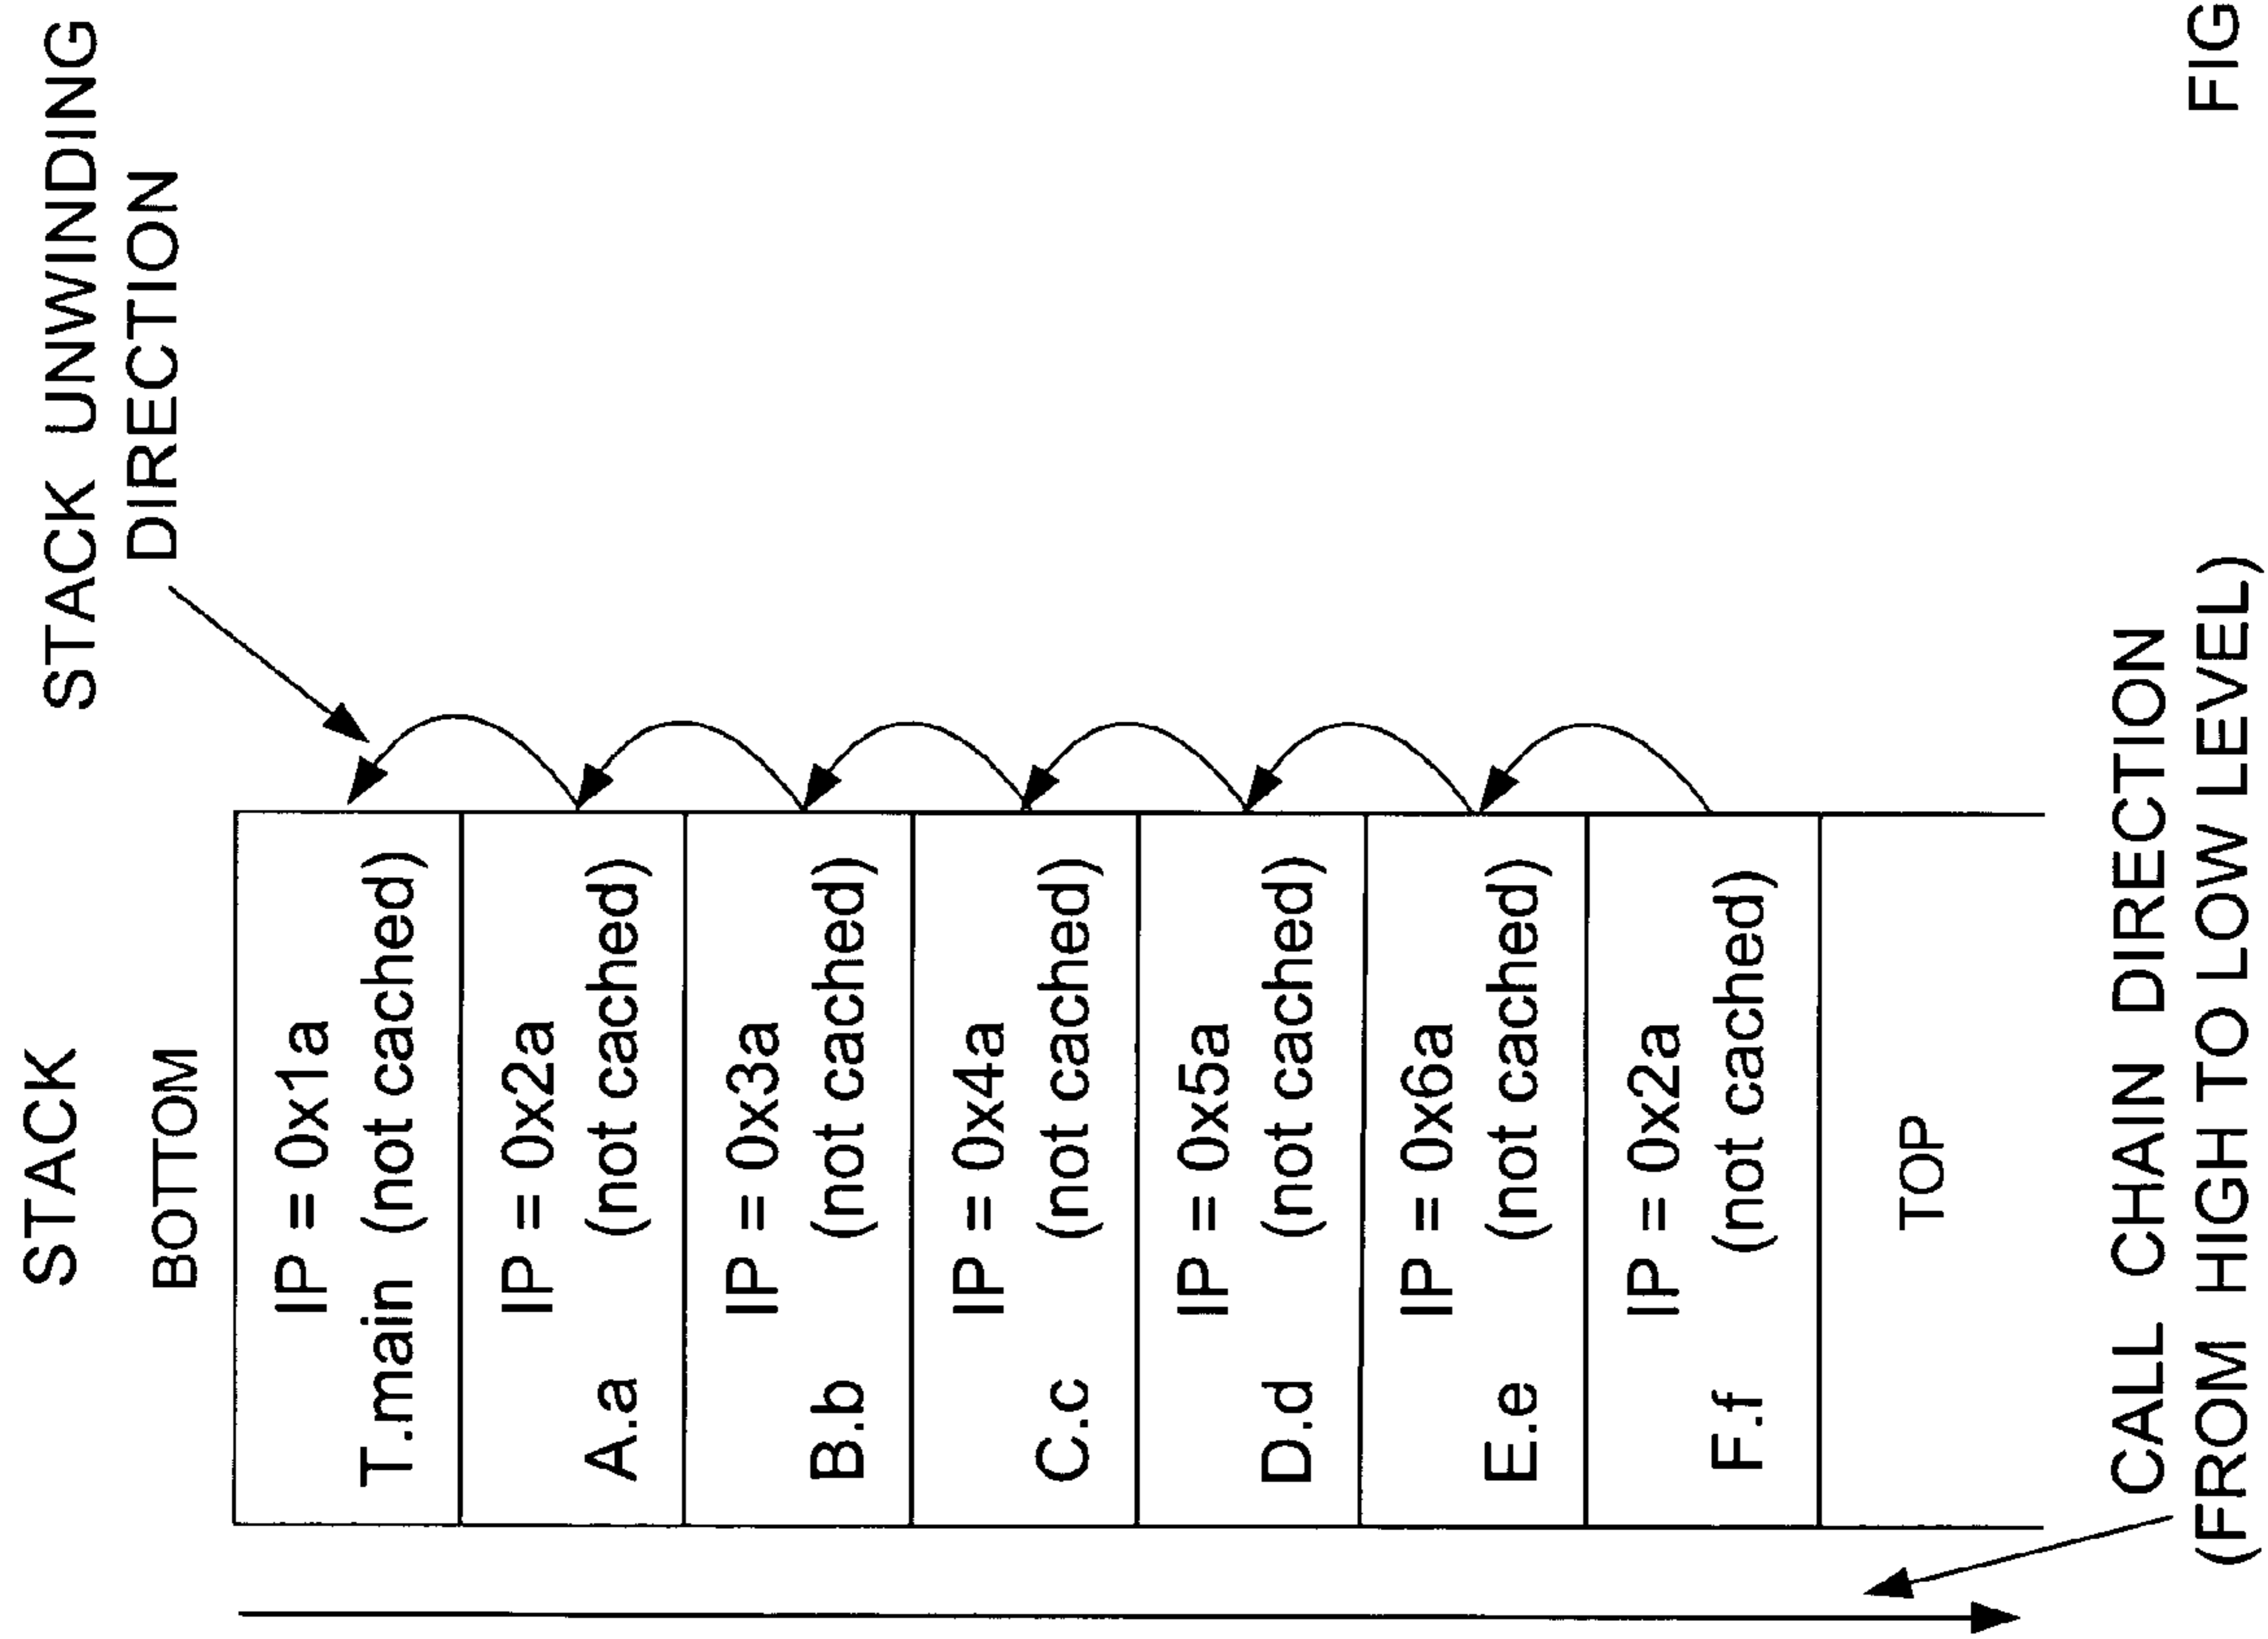 STACK
BOTTOM
IP = 0x1a
T.main (not cached)
IP = 0x2a
A.a (not cached)
IP = 0x3a
B.b (not cached)
IP = 0x4a
C.c (not cached)
IP = 0x5a
D.d (not cached)
IP = 0x6a
E.e (not cached)
IP = 0x2a
F.f (not cached)
TOP
STACK UNWINDING
DIRECTION
CALL CHAIN DIRECTION
(FROM HIGH TO LOW LEVEL)
FIG